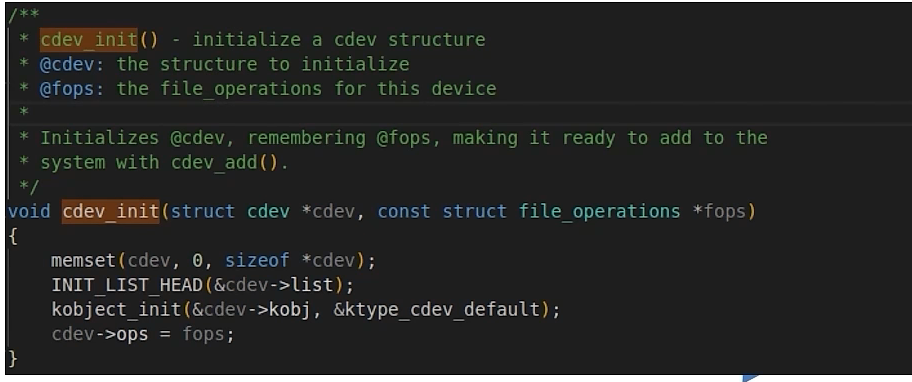 /**
 * cdev_init() - initialize a cdev structure
 * @cdev: the structure to initialize
 * @fops: the file_operations for this device
 *
 * Initializes @cdev, remembering @fops, making it ready to add to the
 * system with cdev_add().
 */
void cdev_init(struct cdev *cdev, const struct file_operations *fops)
{
    memset(cdev, 0, sizeof *cdev);
    INIT_LIST_HEAD(&cdev->list);
    kobject_init(&cdev->kobj, &ktype_cdev_default);
    cdev->ops = fops;
}